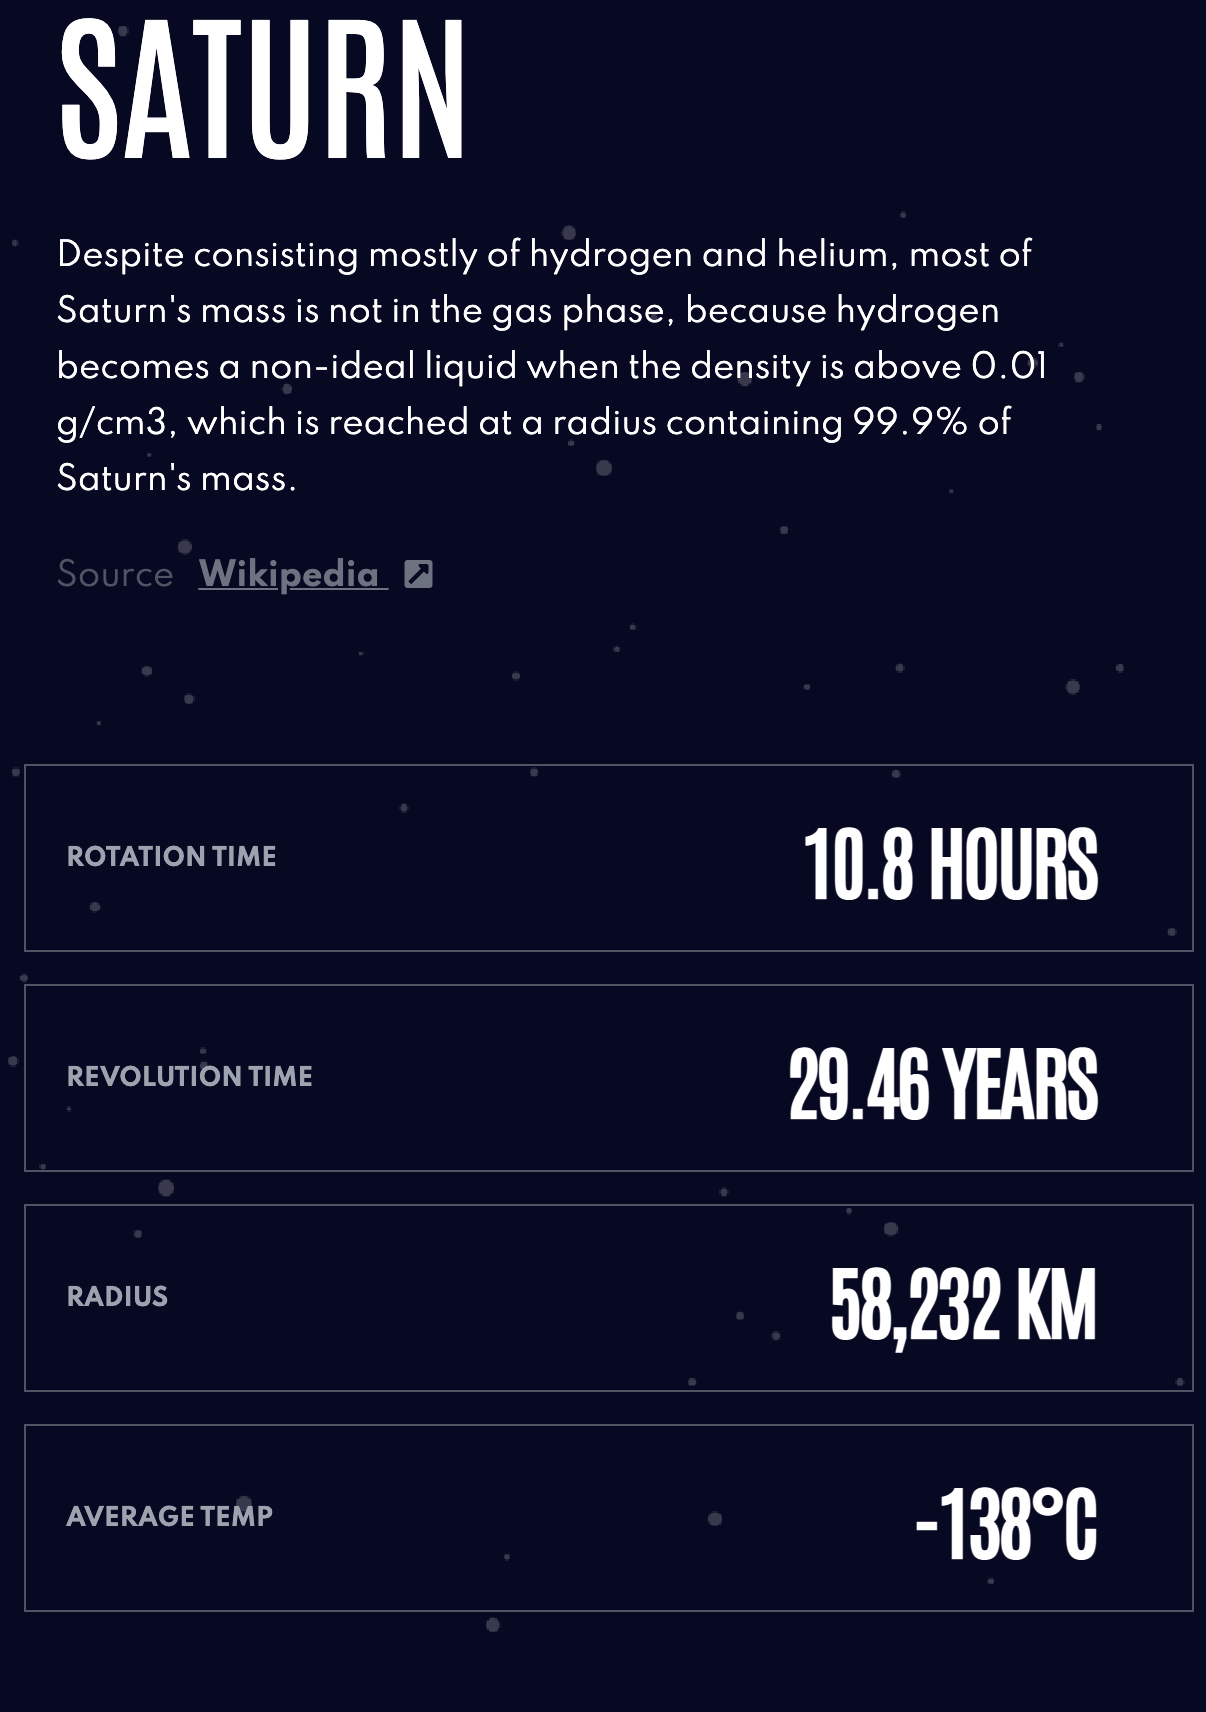 SATURN
Despite consisting mostly of hydrogen and helium, most of
Saturn's mass is not in the gas phase, because hydrogen
becomes a non-ideal liquid when the density is above 0.01
g/cm3, which is reached at a radius containing 99.9% of
Saturn's mass.
Source Wikipedia
ROTATION TIME 10.8 HOURS
REVOLUTION TIME 29.46 YEARS
RADIUS 58,232 KM
AVERAGE TEMP -138°C